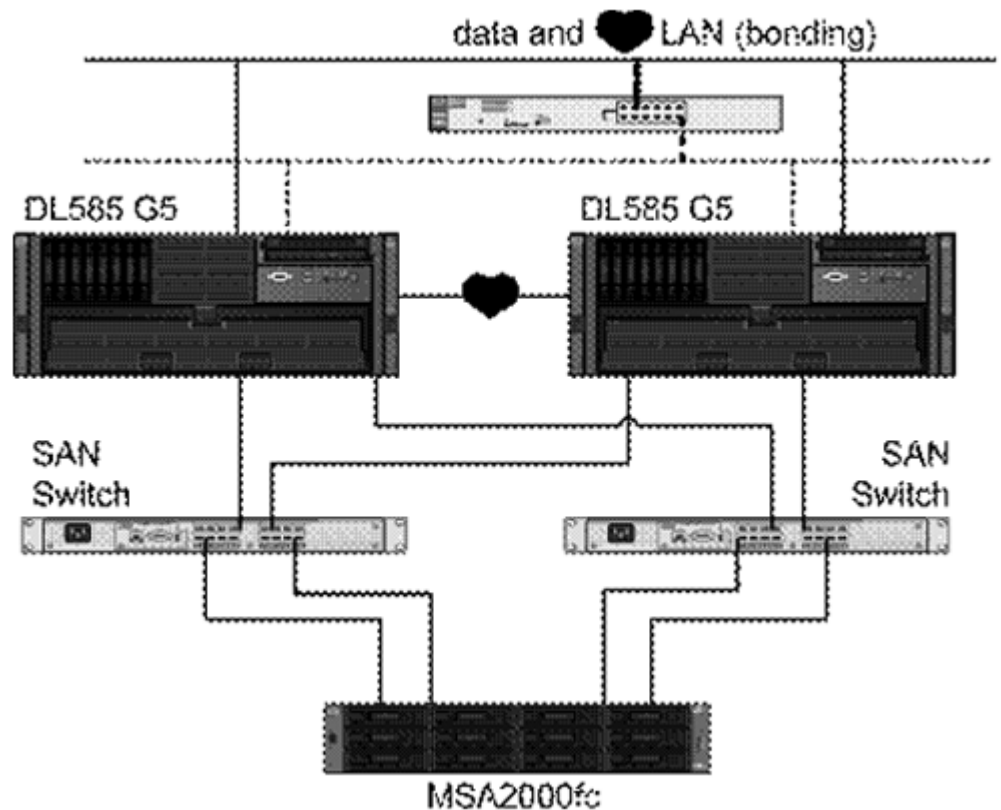 data and LAN (bonding)
DL585 G5
DL585 G5
SAN
Switch
SAN
Switch
MSA2000fc